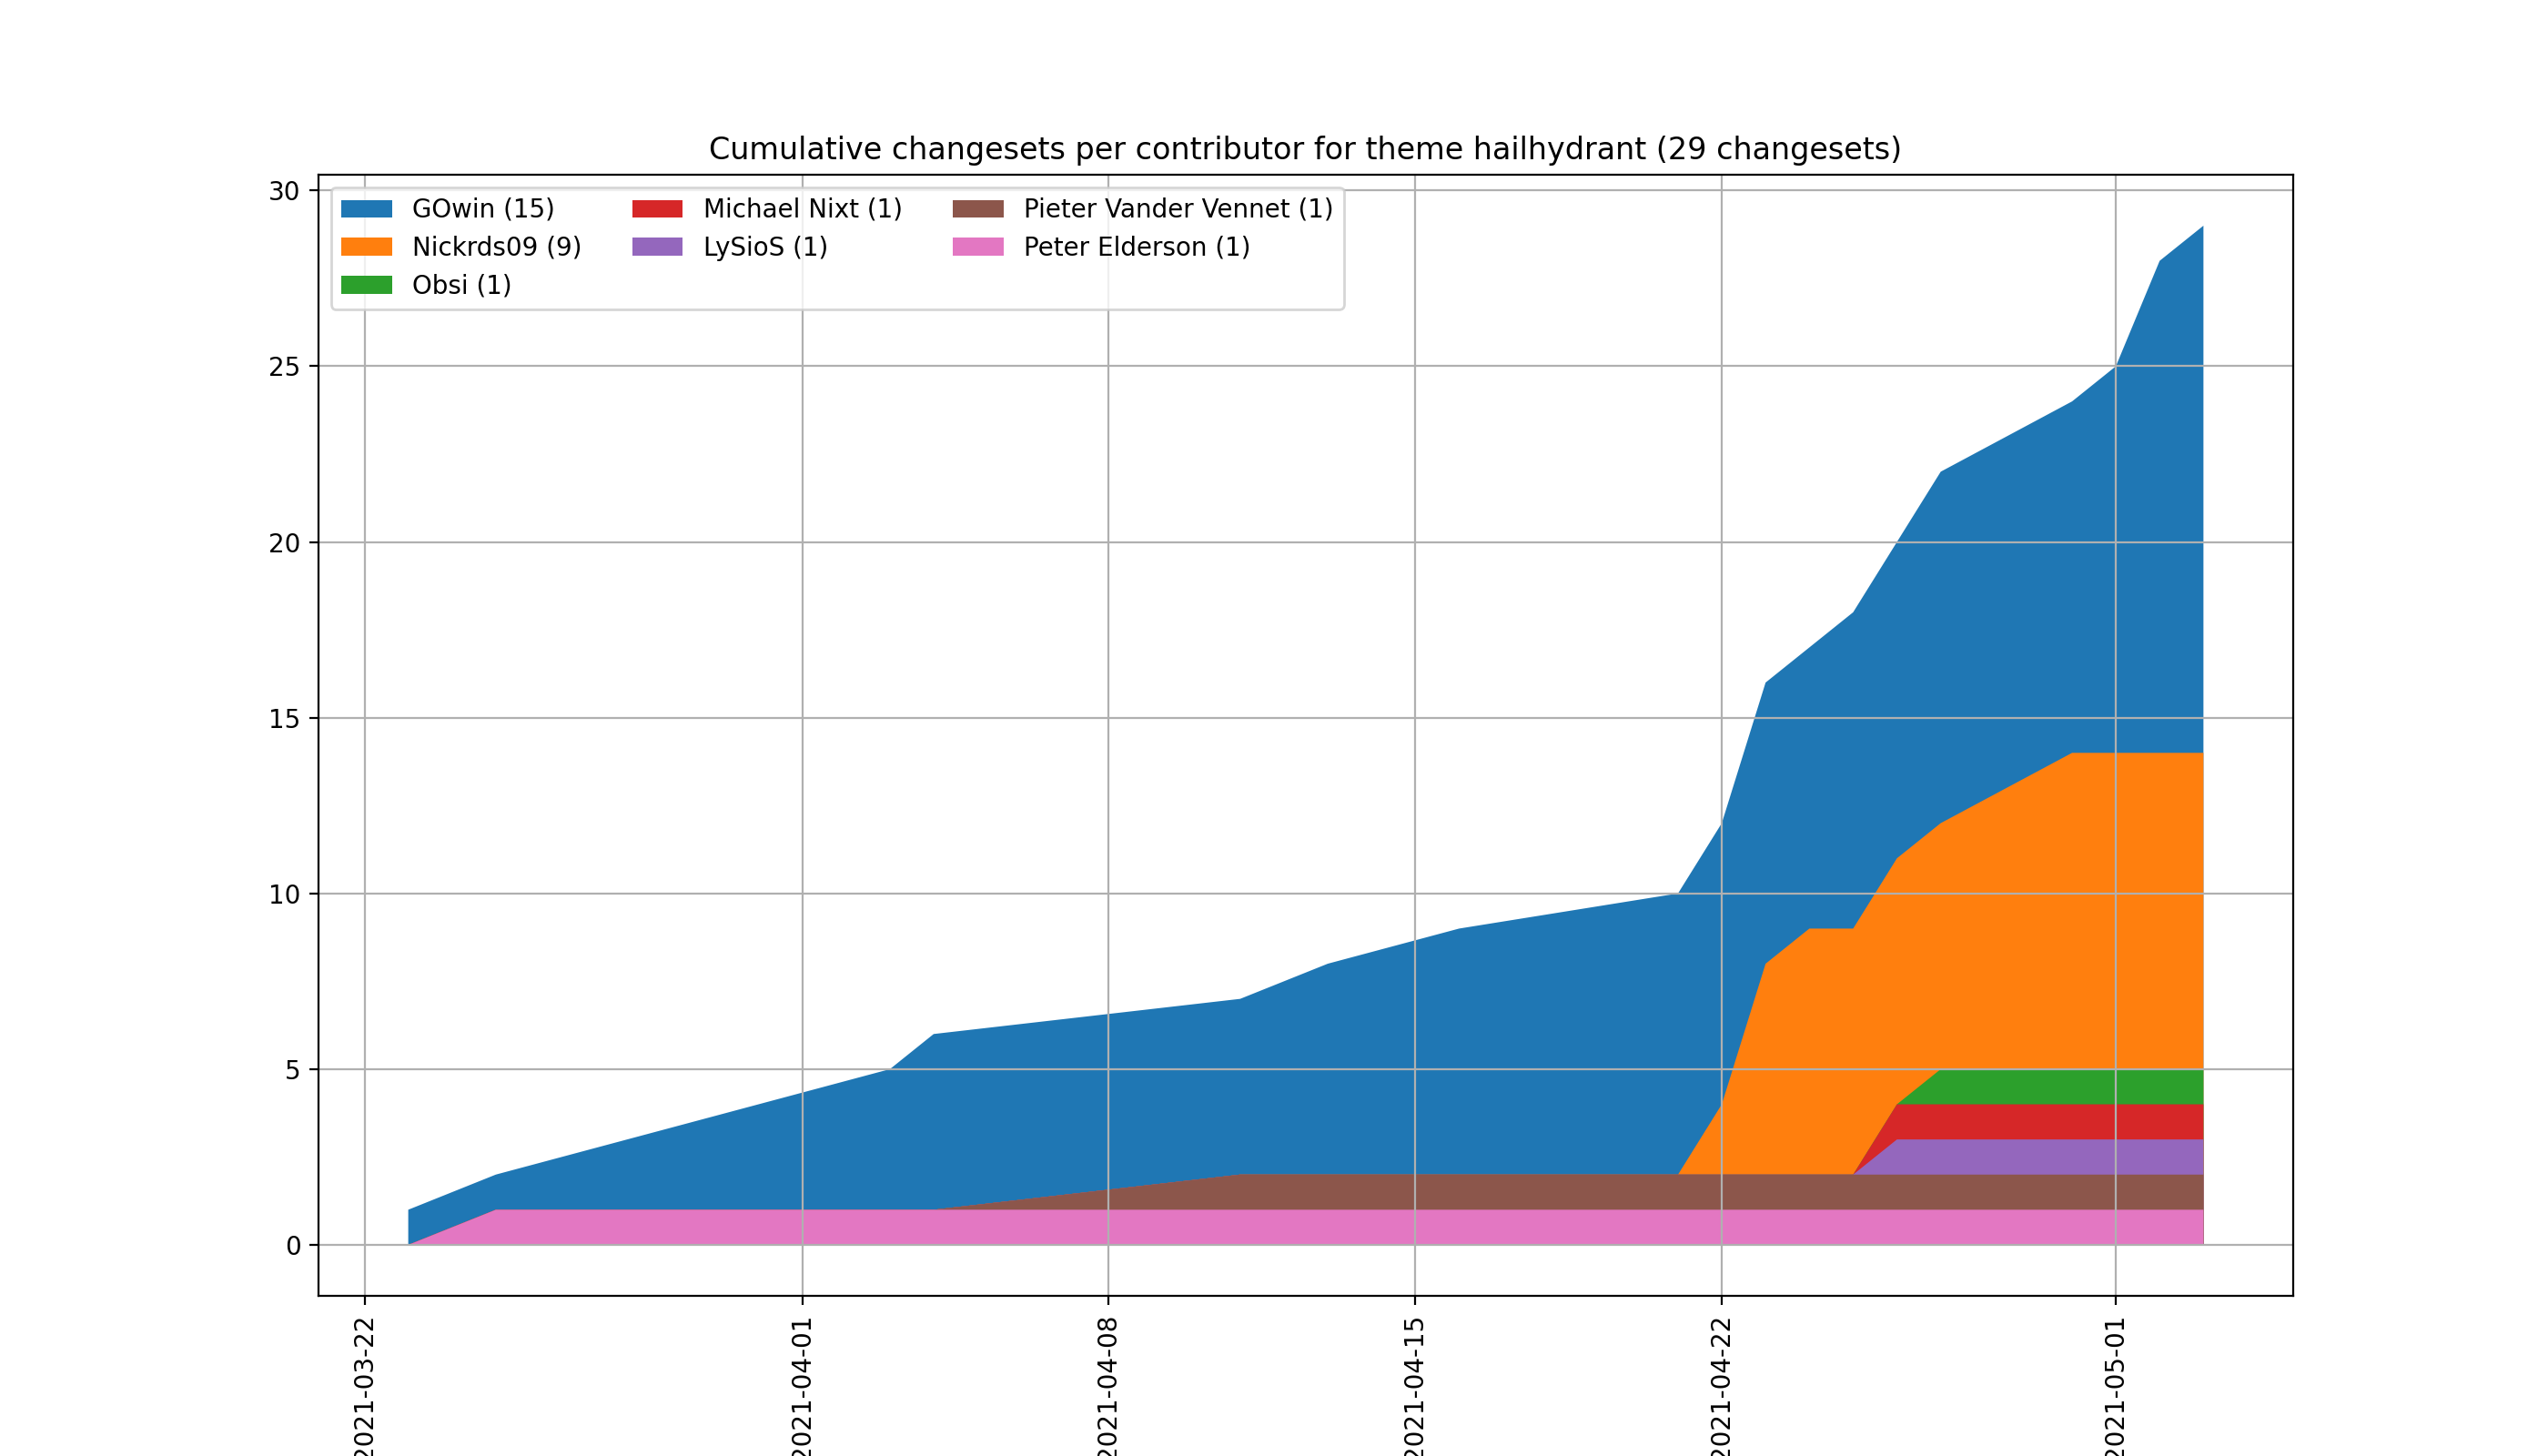 Cumulative changesets per contributor for theme hailhydrant (29 changesets)
GOwin (15)
Nickrds09 (9)
Obsi (1)
Michael Nixt (1)
LySioS (1)
Pieter Vander Vennet (1)
Peter Elderson (1)
30
25
20
15
10
5
0
2021-03-22
2021-04-01
2021-04-08
2021-04-15
2021-04-22
2021-05-01